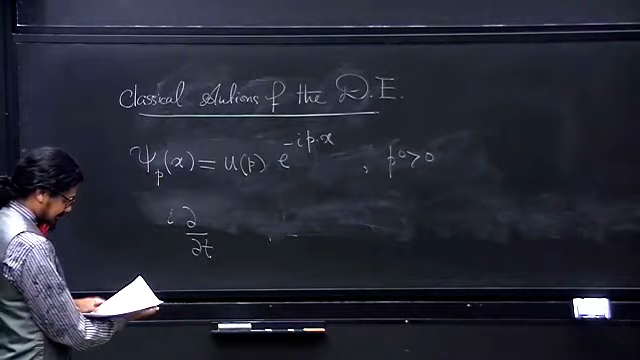 Classical solutions of the D.E.
Ψ_p(x) = u(p) e^{-ip·x} , p⁰>0
i ∂/∂t